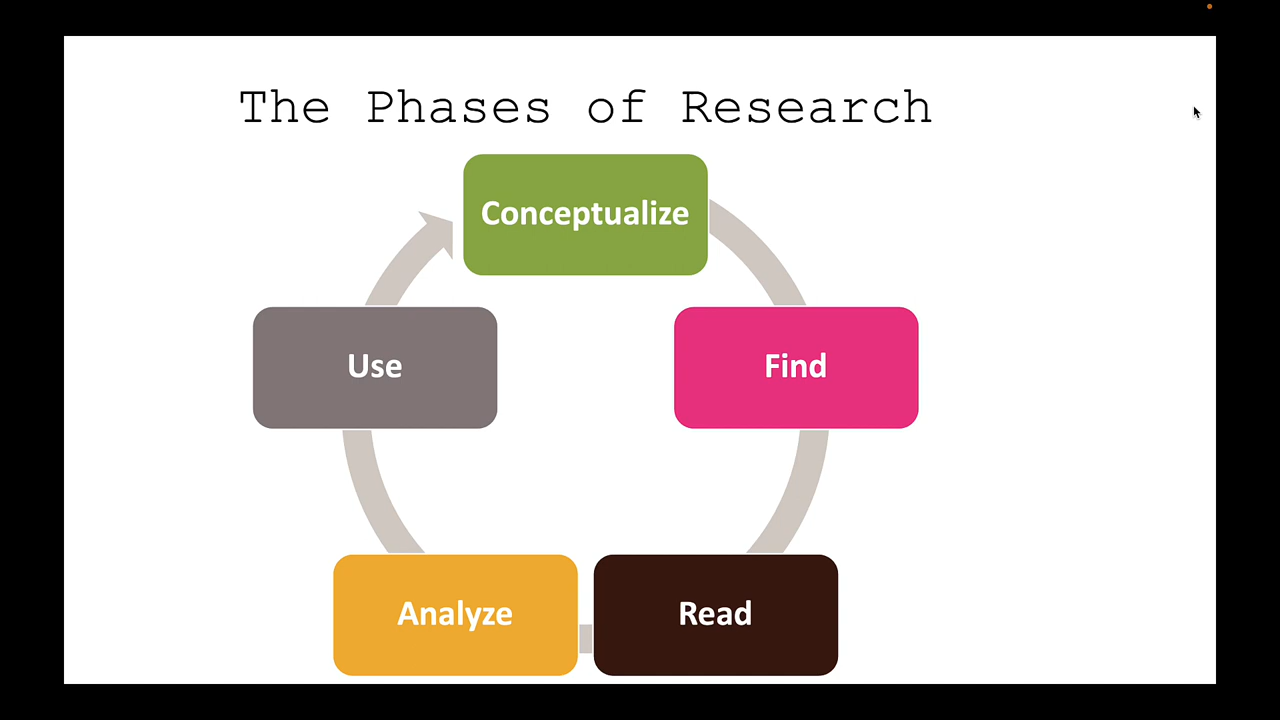 The Phases of Research
Conceptualize
Find
Read
Analyze
Use